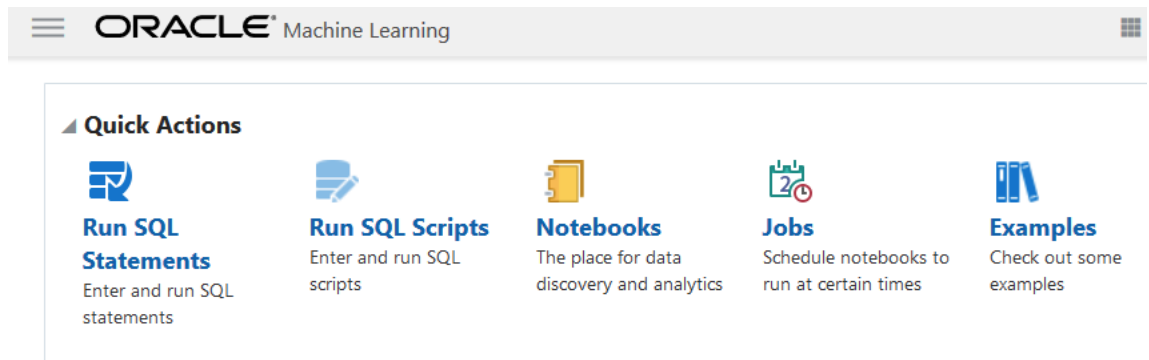 ORACLE® Machine Learning
Quick Actions
Run SQL
Statements
Enter and run SQL
statements
Run SQL Scripts
Enter and run SQL
scripts
Notebooks
The place for data
discovery and analytics
2
Jobs
Schedule notebooks to
run at certain times
Examples
Check out some
examples